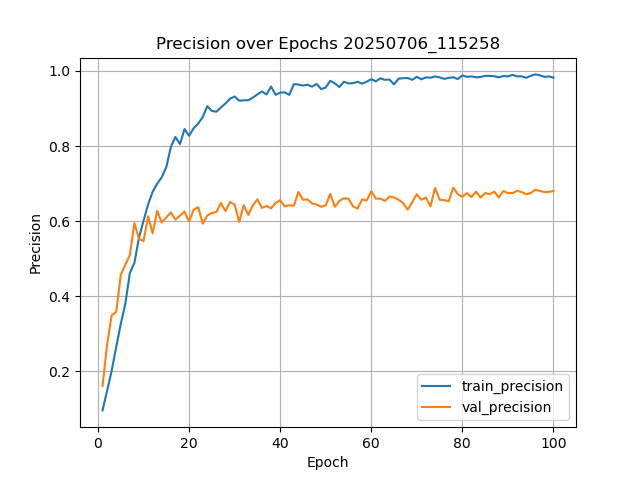 Precision over Epochs 20250706_115258
1.0
0.8
0.6
0.4
0.2
Precision
0 20 40 60 80 100
Epoch
train_precision
val_precision